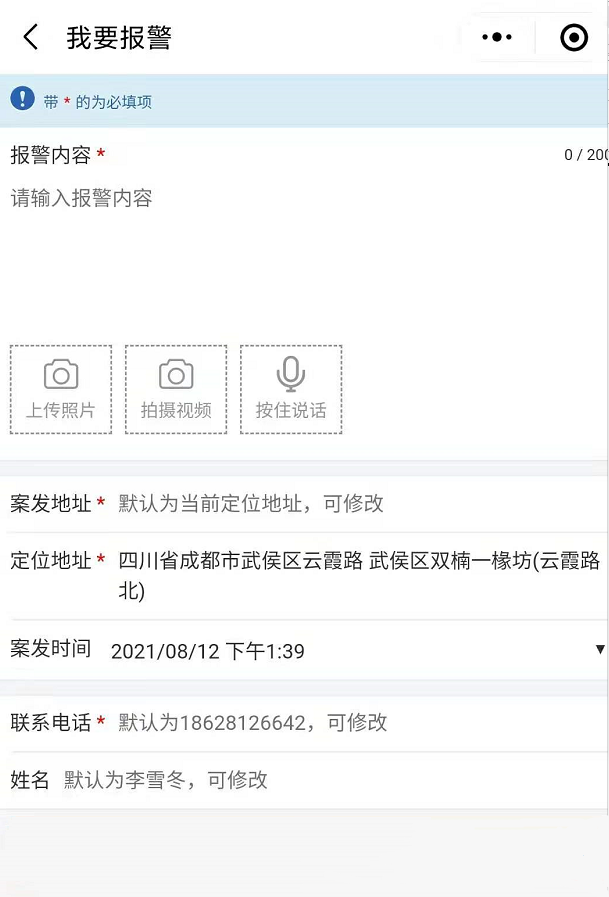 我要报警
带 * 的为必填项
报警内容 * 0 / 200
请输入报警内容
上传照片 拍摄视频 按住说话
案发地址 * 默认为当前定位地址，可修改
定位地址 * 四川省成都市武侯区云霞路 武侯区双楠一椽坊(云霞路
北)
案发时间 2021/08/12 下午1:39
联系电话 * 默认为18628126642，可修改
姓名 默认为李雪冬，可修改